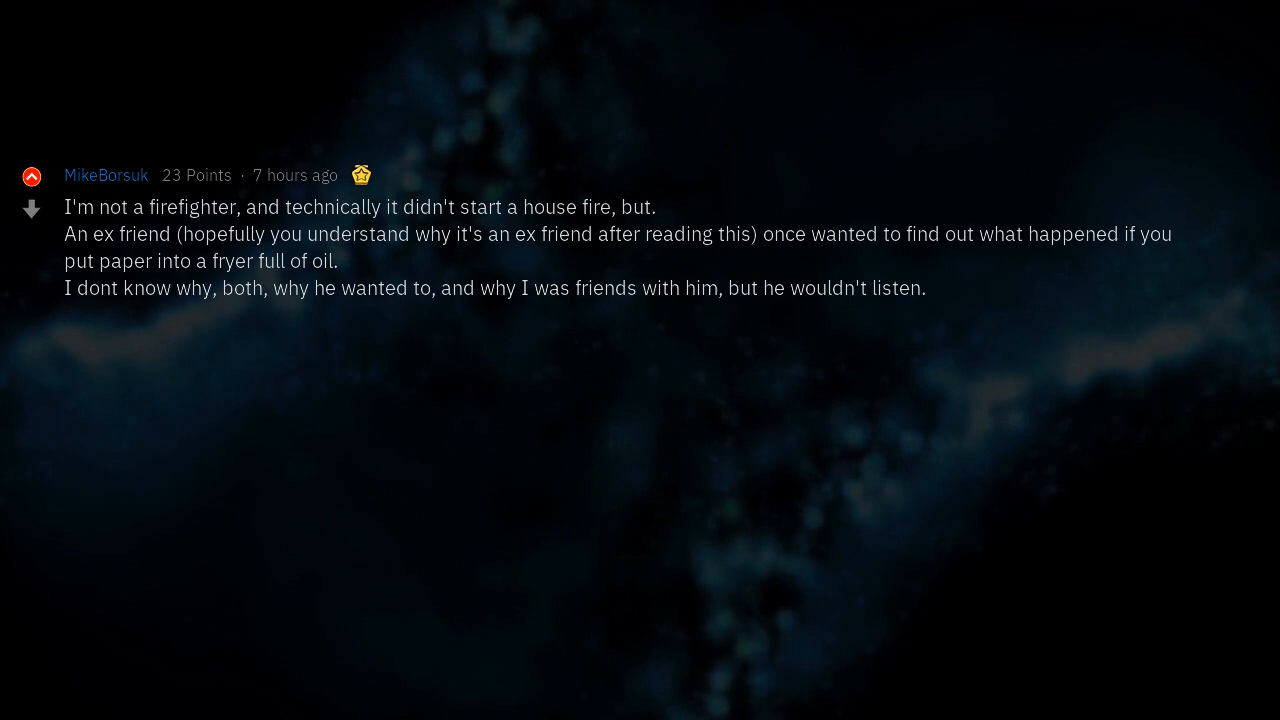 MikeBorsuk 23 Points · 7 hours ago
I'm not a firefighter, and technically it didn't start a house fire, but.
An ex friend (hopefully you understand why it's an ex friend after reading this) once wanted to find out what happened if you
put paper into a fryer full of oil.
I dont know why, both, why he wanted to, and why I was friends with him, but he wouldn't listen.